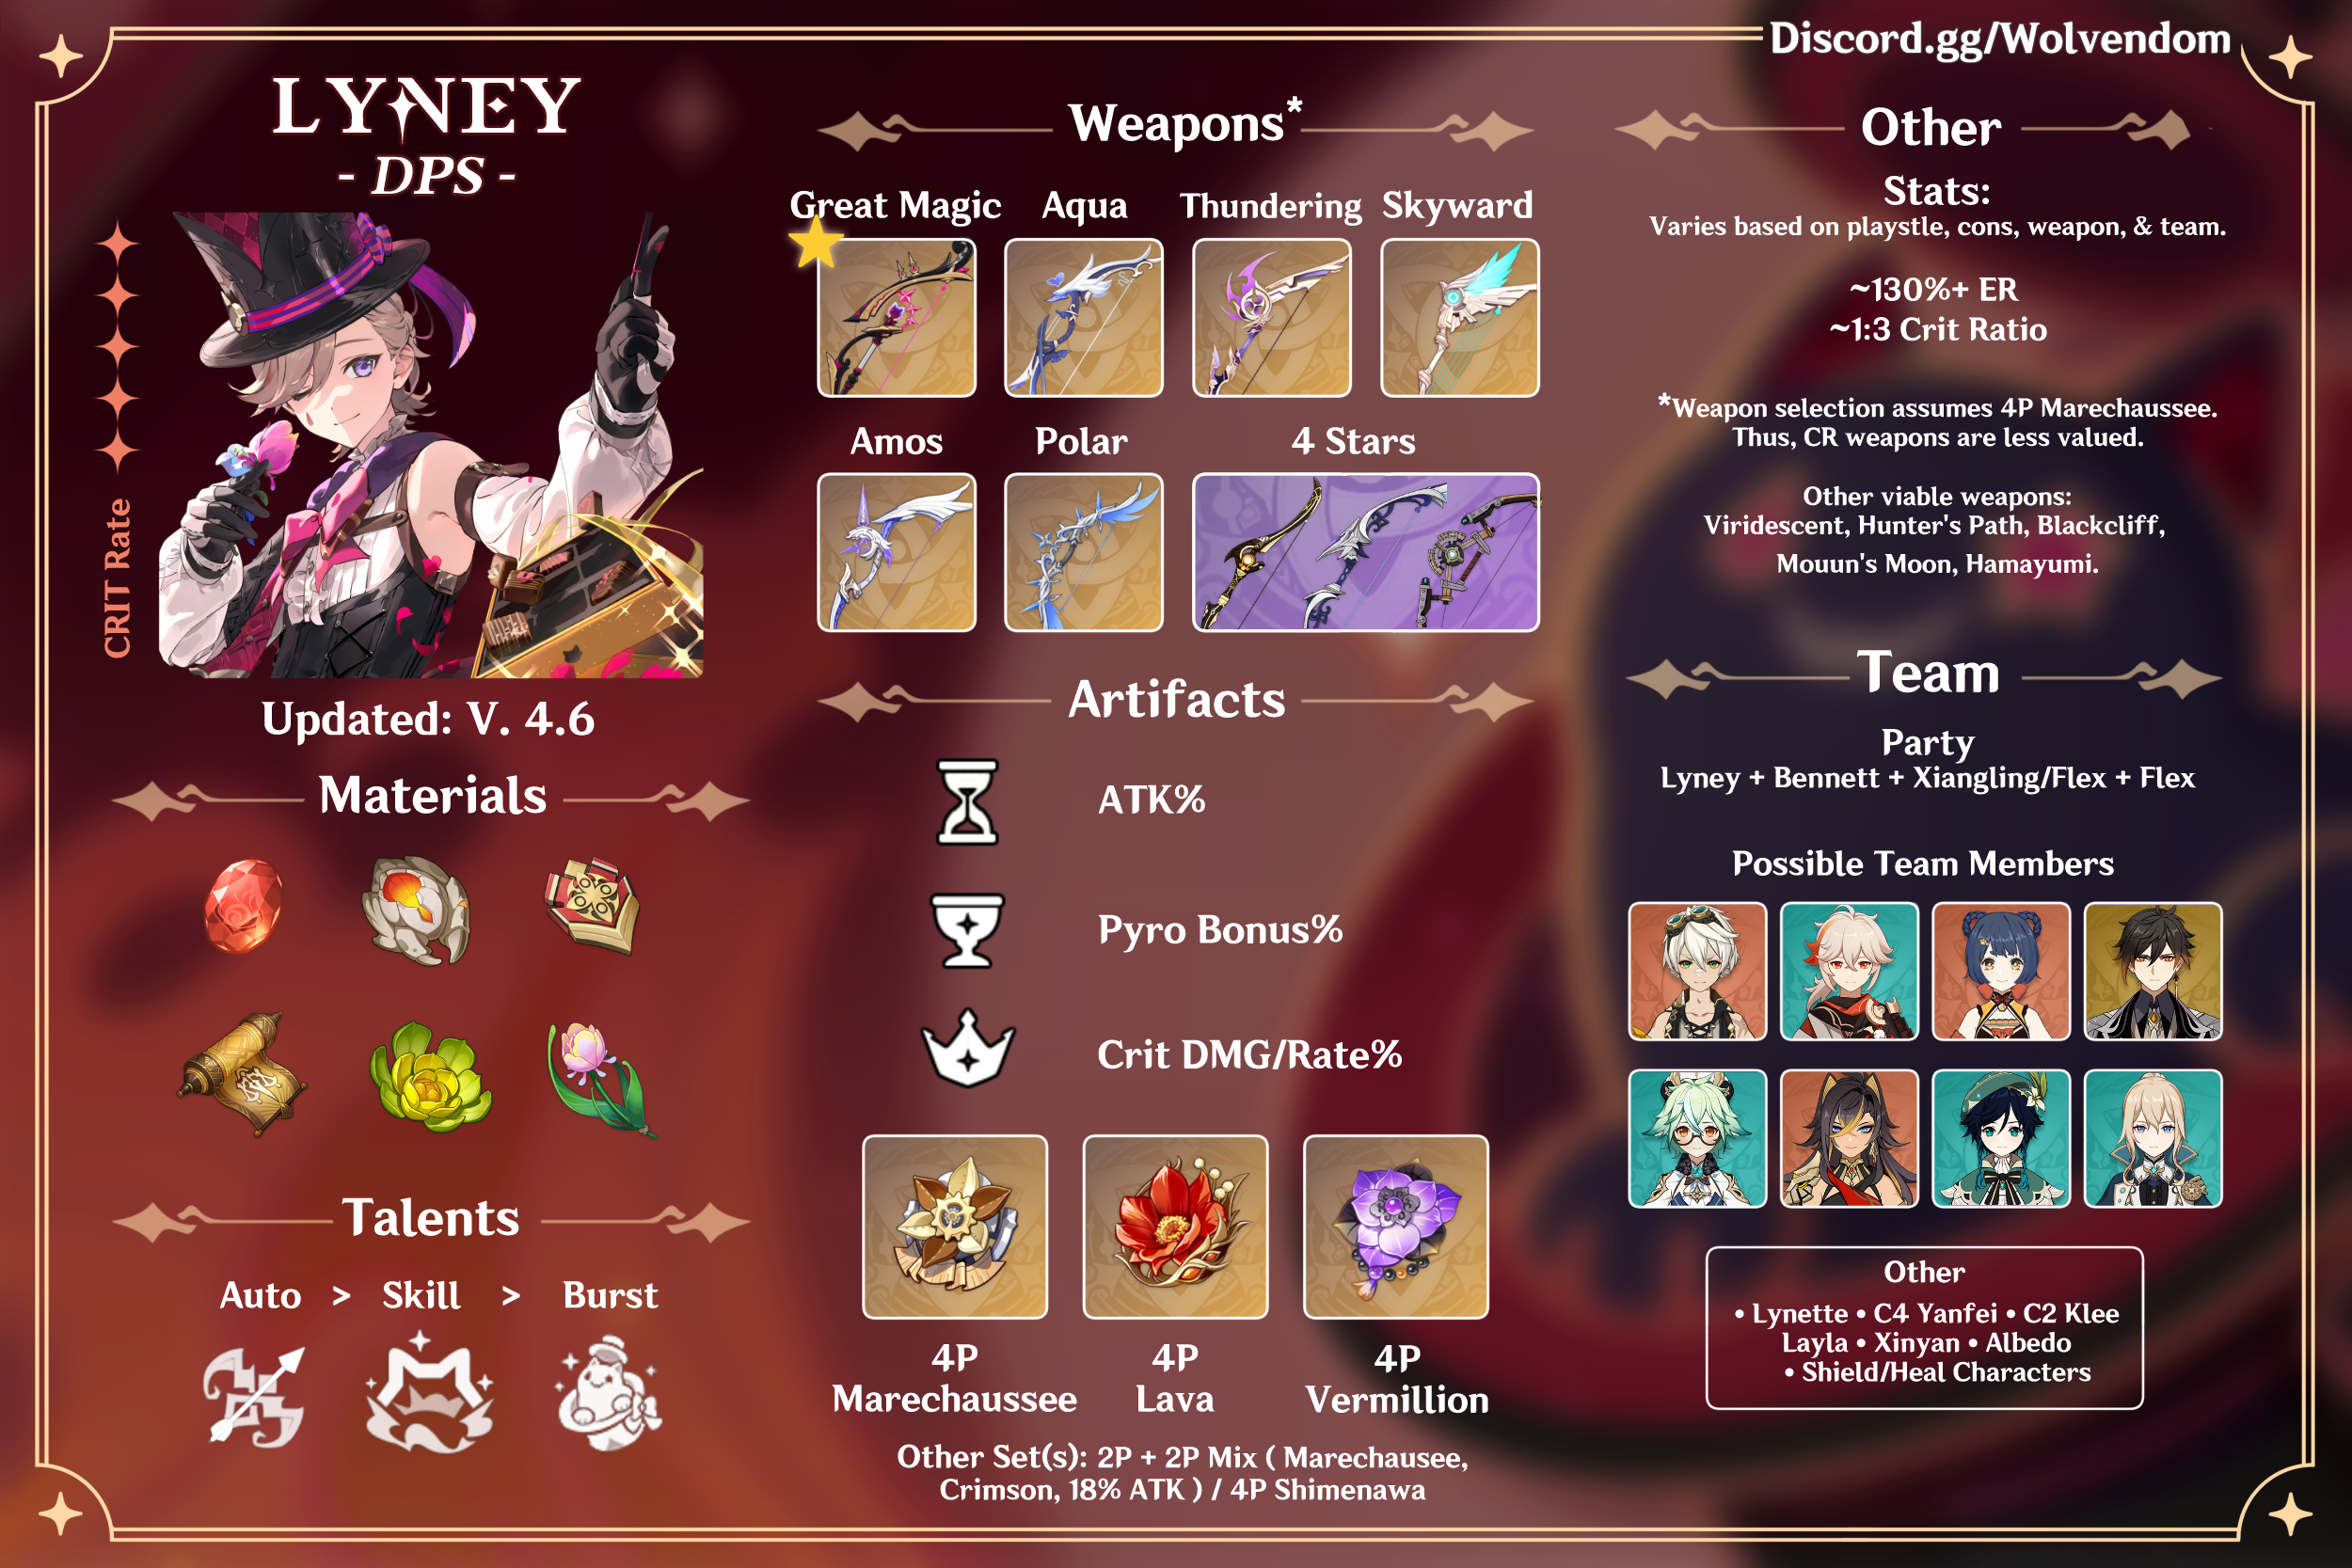 Discord.gg/Wolvendom
LYNEY
- DPS -
CRIT Rate
Updated: V. 4.6
Materials
Talents
Auto > Skill > Burst
Weapons*
Great Magic Aqua Thundering Skyward
Amos Polar 4 Stars
Artifacts
ATK%
Pyro Bonus%
Crit DMG/Rate%
4P
Marechaussee
4P
Lava
4P
Vermillion
Other Set(s): 2P + 2P Mix ( Marechausee,
Crimson, 18% ATK ) / 4P Shimenawa
Other
Stats:
Varies based on playstle, cons, weapon, & team.
~130%+ ER
~1:3 Crit Ratio
*Weapon selection assumes 4P Marechaussee.
Thus, CR weapons are less valued.
Other viable weapons:
Viridescent, Hunter's Path, Blackcliff,
Mouun's Moon, Hamayumi.
Team
Party
Lyney + Bennett + Xiangling/Flex + Flex
Possible Team Members
Other
• Lynette • C4 Yanfei • C2 Klee
Layla • Xinyan • Albedo
• Shield/Heal Characters